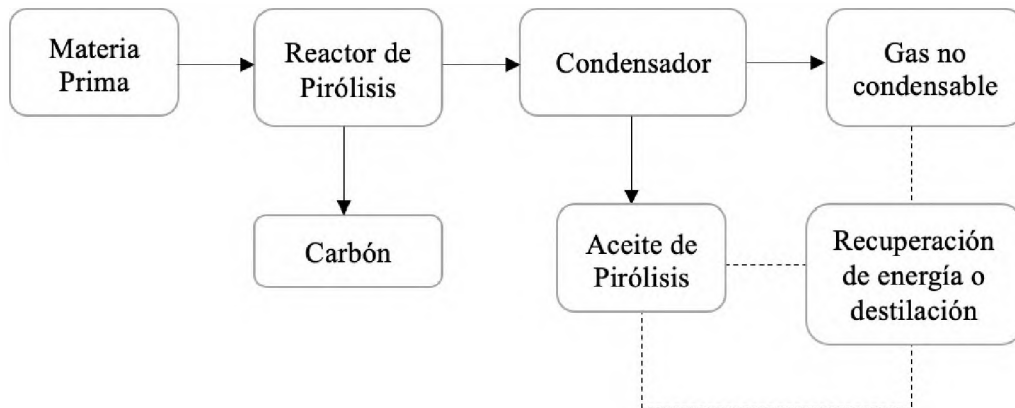 Materia
Prima
Reactor de
Pirólisis
Condensador
Gas no
condensable
Carbón
Aceite de
Pirólisis
Recuperación
de energía o
destilación